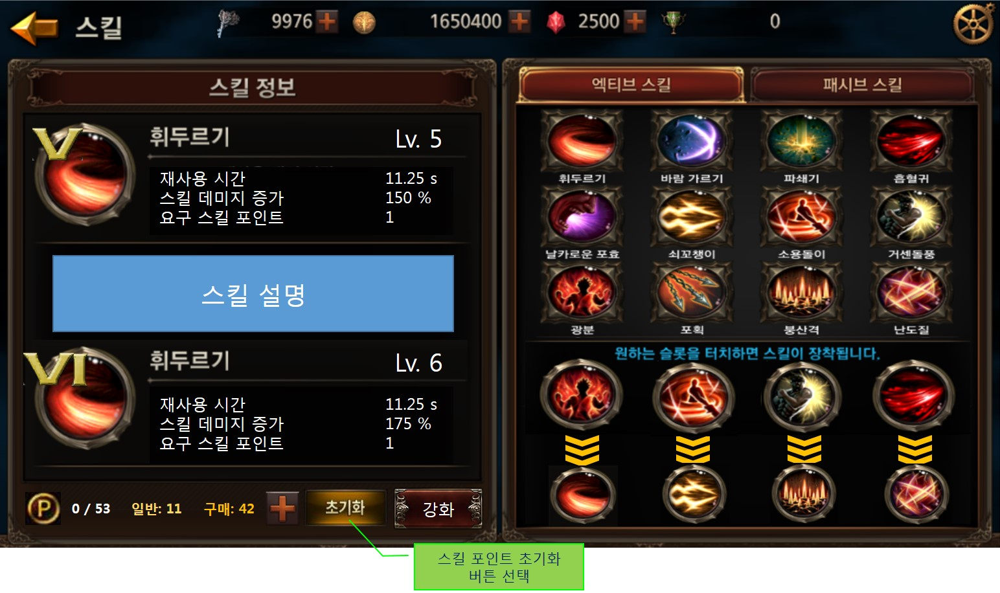 스킬 9976 1650400 2500 0
스킬 정보
V
휘두르기 Lv. 5
재사용 시간 11.25 s
스킬 데미지 증가 150 %
요구 스킬 포인트 1
스킬 설명
VI
휘두르기 Lv. 6
재사용 시간 11.25 s
스킬 데미지 증가 175 %
요구 스킬 포인트 1
P 0 / 53 일반: 11 구매: 42 초기화 강화
스킬 포인트 초기화
버튼 선택
엑티브 스킬 패시브 스킬
휘두르기 바람 가르기 파쇄기 흡혈귀
날카로운 포효 쇠꼬챙이 소용돌이 거센돌풍
광분 포획 붕산격 난도질
원하는 슬롯을 터치하면 스킬이 장착됩니다.